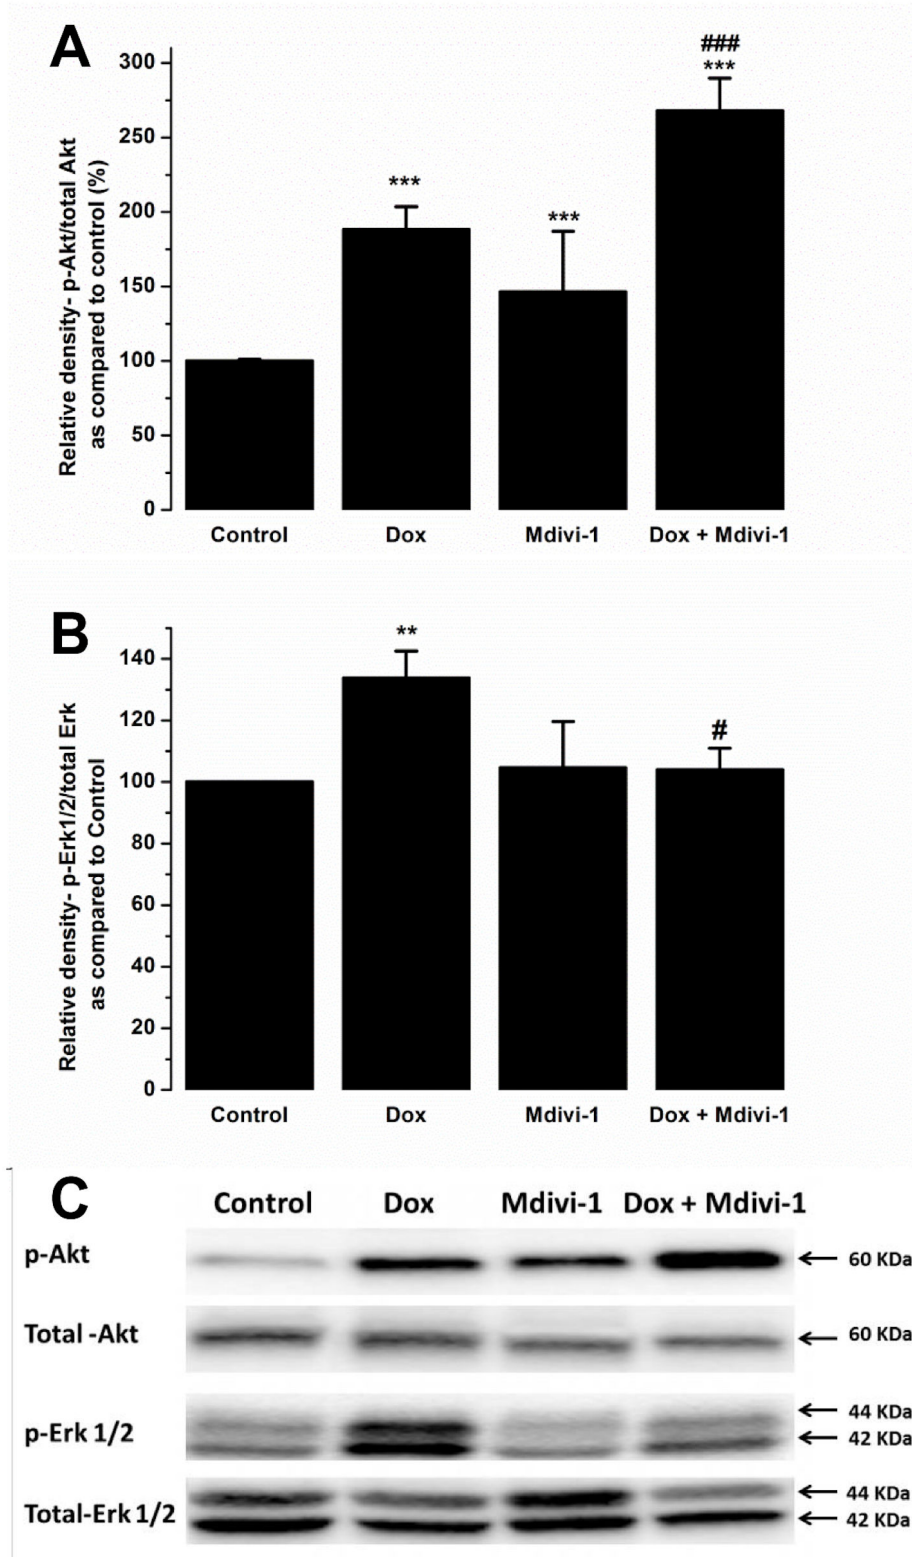 A
Relative density- p-Akt/total Akt
as compared to control (%)
300
250
200
150
100
50
0
***
***
###
***
Control Dox Mdivi-1 Dox + Mdivi-1
B
Relative density- p-Erk1/2/total Erk
as compared to Control
140
120
100
80
60
40
20
0
**
#
Control Dox Mdivi-1 Dox + Mdivi-1
C
Control Dox Mdivi-1 Dox + Mdivi-1
p-Akt 60 KDa
Total -Akt 60 KDa
p-Erk 1/2 44 KDa
42 KDa
Total-Erk 1/2 44 KDa
42 KDa